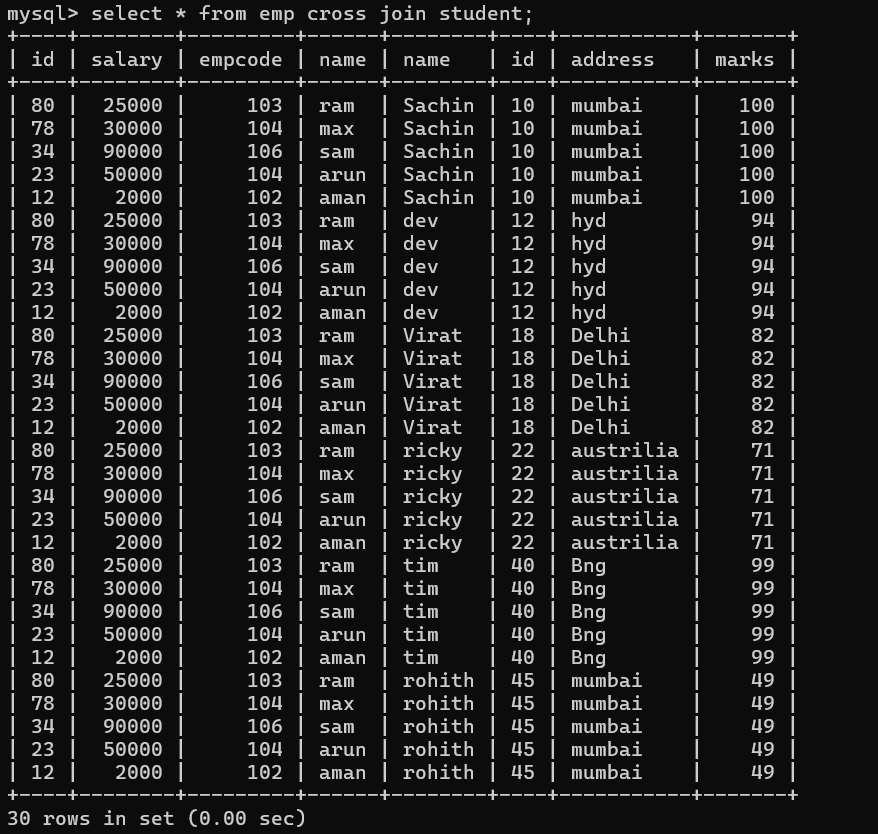 mysql> select * from emp cross join student;
+----+--------+---------+------+--------+----+-----------+-------+
| id | salary | empcode | name | name   | id | address   | marks |
+----+--------+---------+------+--------+----+-----------+-------+
| 80 |  25000 |     103 | ram  | Sachin | 10 | mumbai    |   100 |
| 78 |  30000 |     104 | max  | Sachin | 10 | mumbai    |   100 |
| 34 |  90000 |     106 | sam  | Sachin | 10 | mumbai    |   100 |
| 23 |  50000 |     104 | arun | Sachin | 10 | mumbai    |   100 |
| 12 |   2000 |     102 | aman | Sachin | 10 | mumbai    |   100 |
| 80 |  25000 |     103 | ram  | dev    | 12 | hyd       |    94 |
| 78 |  30000 |     104 | max  | dev    | 12 | hyd       |    94 |
| 34 |  90000 |     106 | sam  | dev    | 12 | hyd       |    94 |
| 23 |  50000 |     104 | arun | dev    | 12 | hyd       |    94 |
| 12 |   2000 |     102 | aman | dev    | 12 | hyd       |    94 |
| 80 |  25000 |     103 | ram  | Virat  | 18 | Delhi     |    82 |
| 78 |  30000 |     104 | max  | Virat  | 18 | Delhi     |    82 |
| 34 |  90000 |     106 | sam  | Virat  | 18 | Delhi     |    82 |
| 23 |  50000 |     104 | arun | Virat  | 18 | Delhi     |    82 |
| 12 |   2000 |     102 | aman | Virat  | 18 | Delhi     |    82 |
| 80 |  25000 |     103 | ram  | ricky  | 22 | austrilia |    71 |
| 78 |  30000 |     104 | max  | ricky  | 22 | austrilia |    71 |
| 34 |  90000 |     106 | sam  | ricky  | 22 | austrilia |    71 |
| 23 |  50000 |     104 | arun | ricky  | 22 | austrilia |    71 |
| 12 |   2000 |     102 | aman | ricky  | 22 | austrilia |    71 |
| 80 |  25000 |     103 | ram  | tim    | 40 | Bng       |    99 |
| 78 |  30000 |     104 | max  | tim    | 40 | Bng       |    99 |
| 34 |  90000 |     106 | sam  | tim    | 40 | Bng       |    99 |
| 23 |  50000 |     104 | arun | tim    | 40 | Bng       |    99 |
| 12 |   2000 |     102 | aman | tim    | 40 | Bng       |    99 |
| 80 |  25000 |     103 | ram  | rohith | 45 | mumbai    |    49 |
| 78 |  30000 |     104 | max  | rohith | 45 | mumbai    |    49 |
| 34 |  90000 |     106 | sam  | rohith | 45 | mumbai    |    49 |
| 23 |  50000 |     104 | arun | rohith | 45 | mumbai    |    49 |
| 12 |   2000 |     102 | aman | rohith | 45 | mumbai    |    49 |
+----+--------+---------+------+--------+----+-----------+-------+
30 rows in set (0.00 sec)